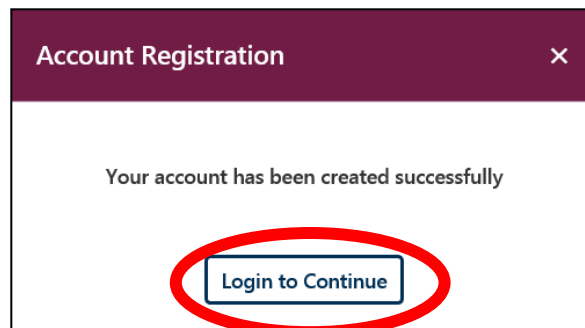 Account Registration ×
Your account has been created successfully
Login to Continue